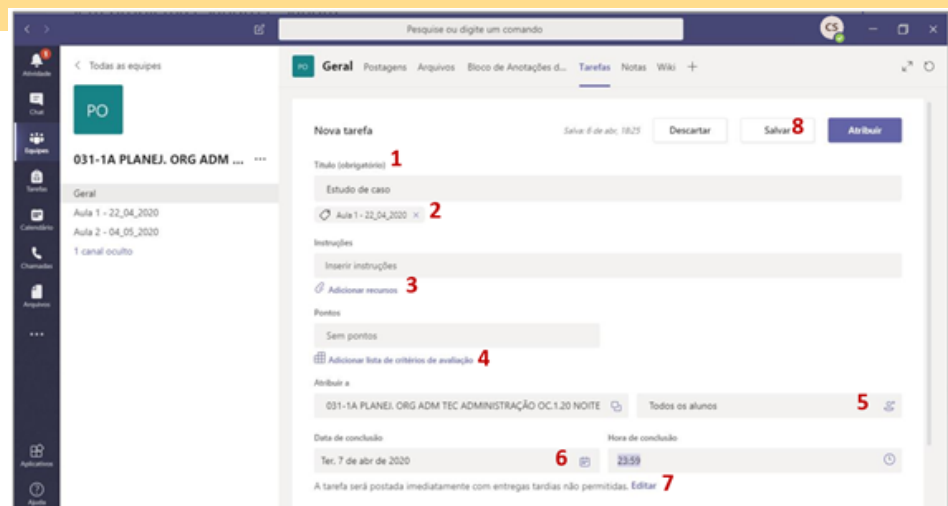 Pesquise ou digite um comando
CS
Atividade
Chat
Equipes
Tarefas
Calendário
Chamadas
Arquivos
Aplicativos
Ajuda
Todas as equipes
PO
031-1A PLANEJ. ORG ADM ...
Geral
Aula 1 - 22_04_2020
Aula 2 - 04_05_2020
1 canal oculto
PO Geral Postagens Arquivos Bloco de Anotações d... Tarefas Notas Wiki +
Nova tarefa Salva: 8 de abr, 18:25 Descartar Salvar 8 Atribuir
Título (obrigatório) 1
Estudo de caso
Aula 1 - 22_04_2020 × 2
Instruções
Inserir instruções
Adicionar recursos 3
Pontos
Sem pontos
Adicionar lista de critérios de avaliação 4
Atribuir a
031-1A PLANEJ. ORG ADM TEC ADMINISTRAÇÃO OC.1.20 NOITE Todos os alunos 5
Data de conclusão Hora de conclusão
Ter. 7 de abr de 2020 6 23:59
A tarefa será postada imediatamente com entregas tardias não permitidas. Editar 7